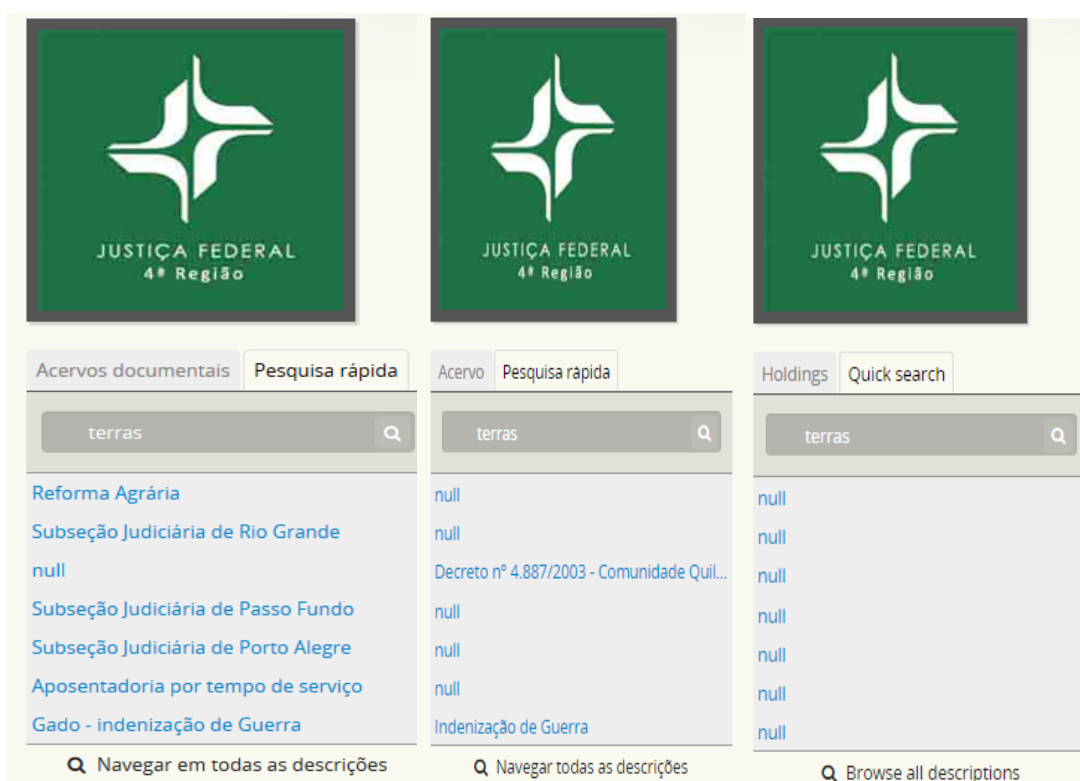 JUSTIÇA FEDERAL
4ª Região
Acervos documentais Pesquisa rápida
terras
Reforma Agrária
Subseção Judiciária de Rio Grande
null
Subseção Judiciária de Passo Fundo
Subseção Judiciária de Porto Alegre
Aposentadoria por tempo de serviço
Gado - indenização de Guerra
Navegar em todas as descrições
JUSTIÇA FEDERAL
4ª Região
Acervo Pesquisa rápida
terras
null
null
Decreto nº 4.887/2003 - Comunidade Quil...
null
null
null
Indenização de Guerra
Navegar todas as descrições
JUSTIÇA FEDERAL
4ª Região
Holdings Quick search
terras
null
null
null
null
null
null
null
Browse all descriptions